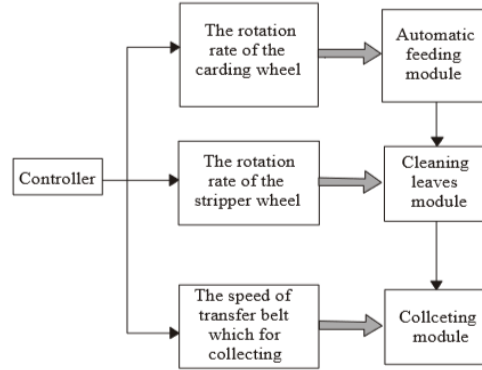 The rotation
rate of the
carding wheel
Automatic
feeding
module
Controller
The rotation
rate of the
stripper wheel
Cleaning
leaves
module
The speed of
transfer belt
which for
collecting
Collceting
module